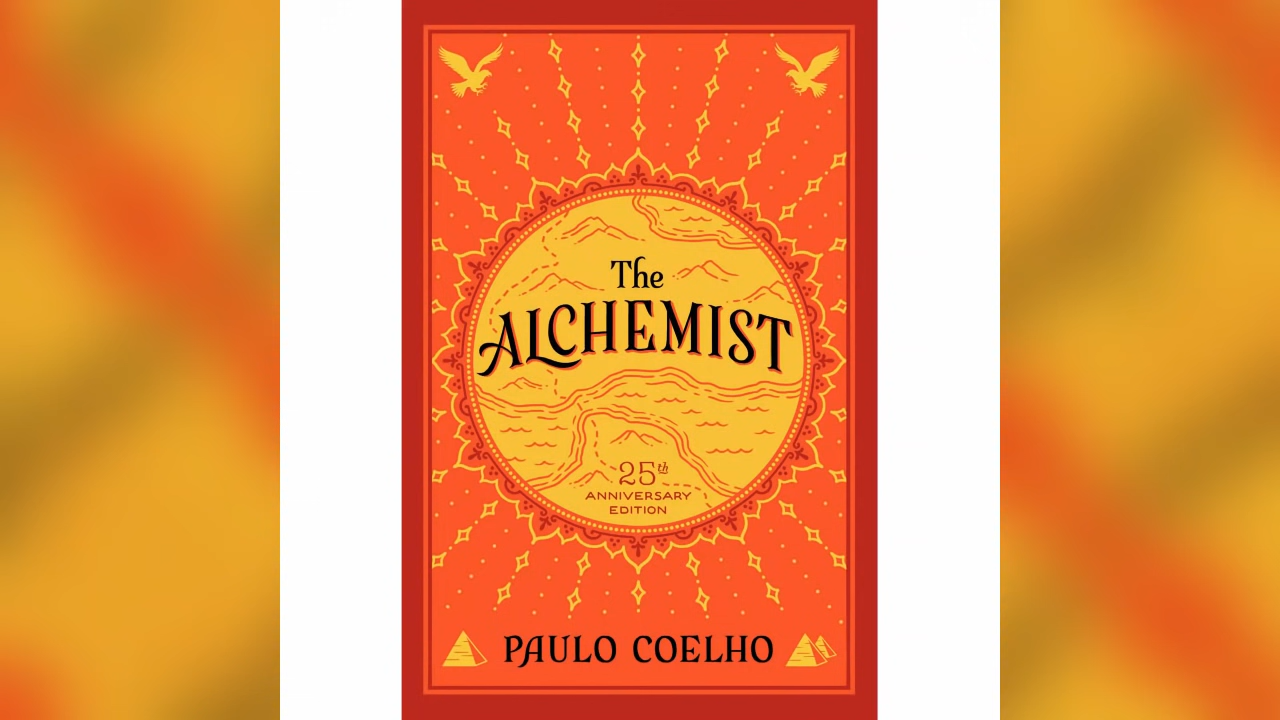 The
ALCHEMIST
25th
ANNIVERSARY
EDITION
PAULO COELHO